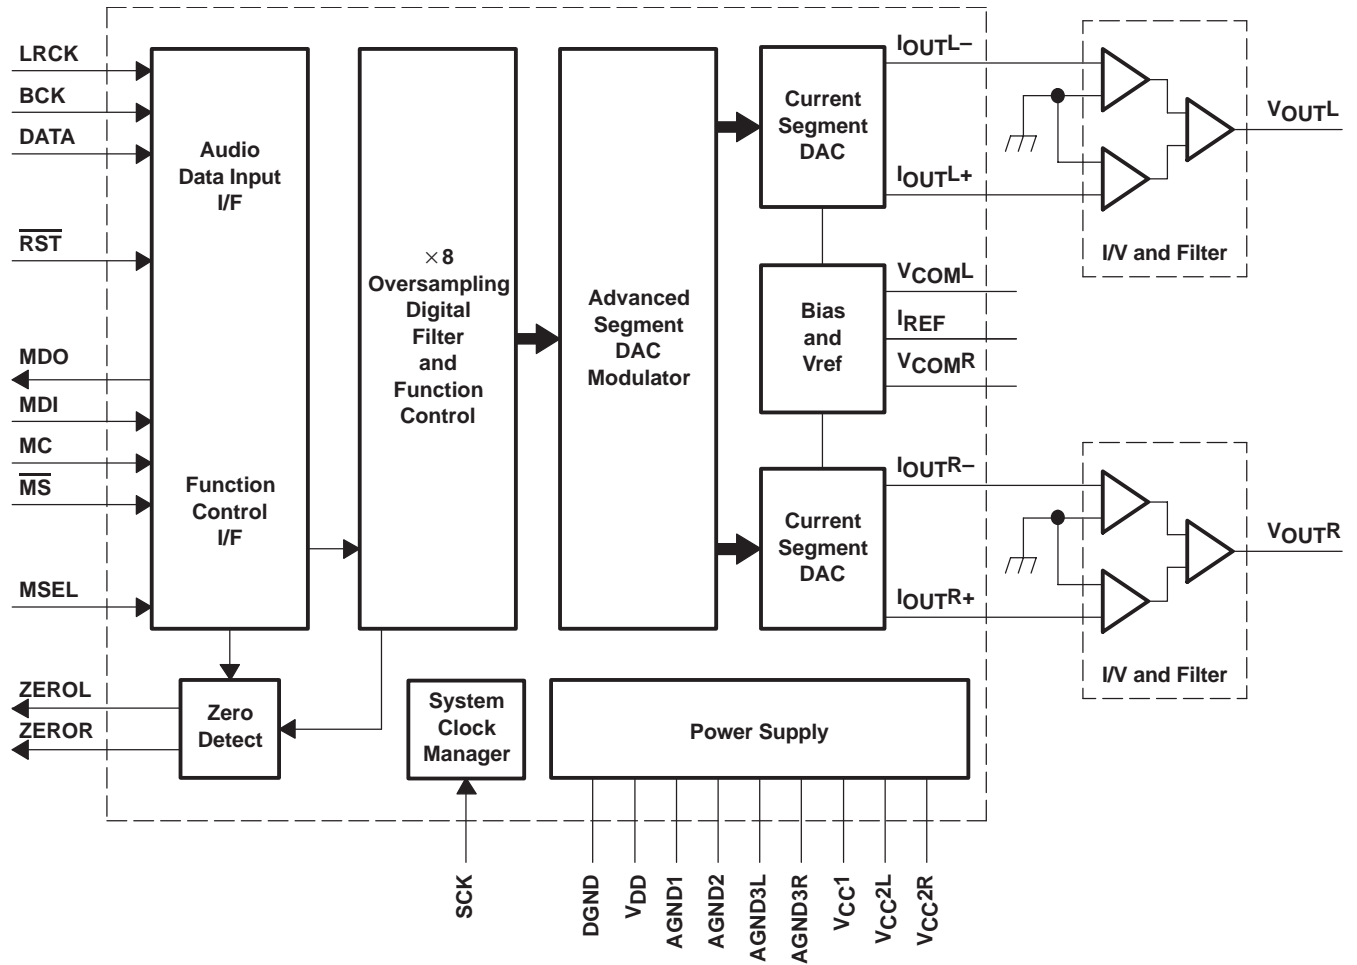 LRCK
BCK
DATA
RST
MDO
MDI
MC
MS
MSEL
ZEROL
ZEROR
Audio
Data Input
I/F
Function
Control
I/F
×8
Oversampling
Digital
Filter
and
Function
Control
Advanced
Segment
DAC
Modulator
Current
Segment
DAC
Bias
and
Vref
Current
Segment
DAC
IOUTL–
IOUTL+
VCOML
IREF
VCOMR
IOUTR–
IOUTR+
I/V and Filter
VOUTL
I/V and Filter
VOUTR
Zero
Detect
System
Clock
Manager
Power Supply
SCK
DGND
VDD
AGND1
AGND2
AGND3L
AGND3R
VCC1
VCC2L
VCC2R